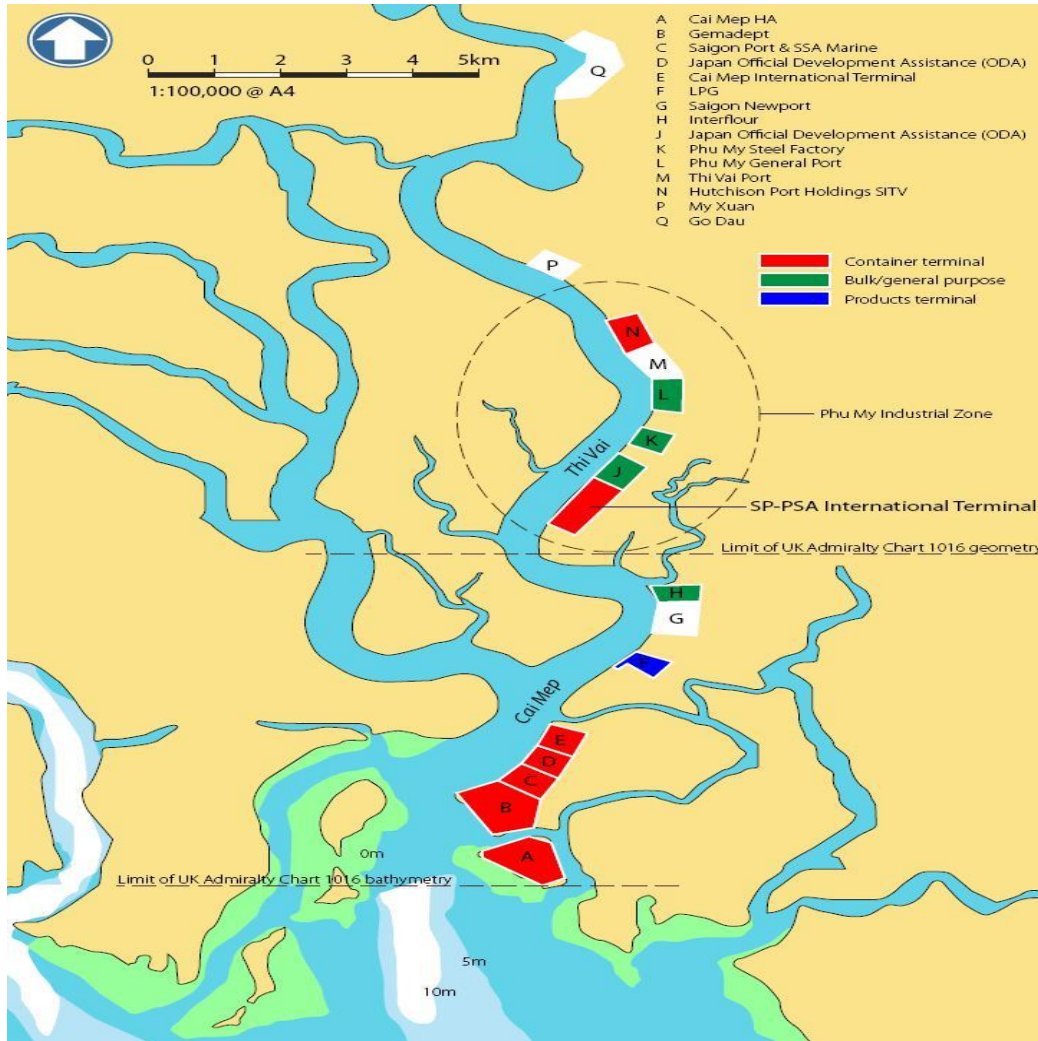 0 1 2 3 4 5km
1:100,000 @ A4
A Cai Mep HA
B Gemadept
C Saigon Port & SSA Marine
D Japan Official Development Assistance (ODA)
E Cai Mep International Terminal
F LPG
G Saigon Newport
H Interflour
J Japan Official Development Assistance (ODA)
K Phu My Steel Factory
L Phu My General Port
M Thi Vai Port
N Hutchison Port Holdings SITV
P My Xuan
Q Go Dau
Container terminal
Bulk/general purpose
Products terminal
Q
P
N
M
L
Phu My Industrial Zone
K
Thi Vai
J
SP-PSA International Terminal
Limit of UK Admiralty Chart 1016 geometry
H
G
F
Cai Mep
E
D
C
B
A
0m
Limit of UK Admiralty Chart 1016 bathymetry
5m
10m